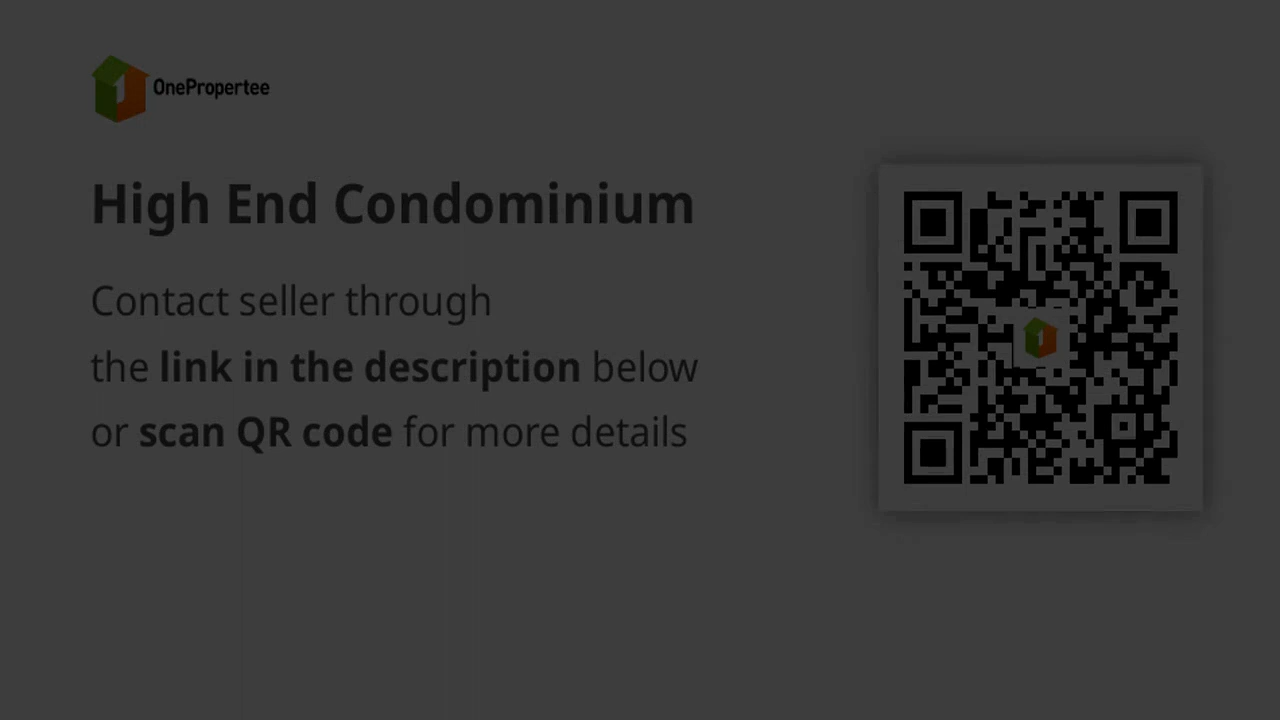 OnePropertee
High End Condominium
Contact seller through
the link in the description below
or scan QR code for more details